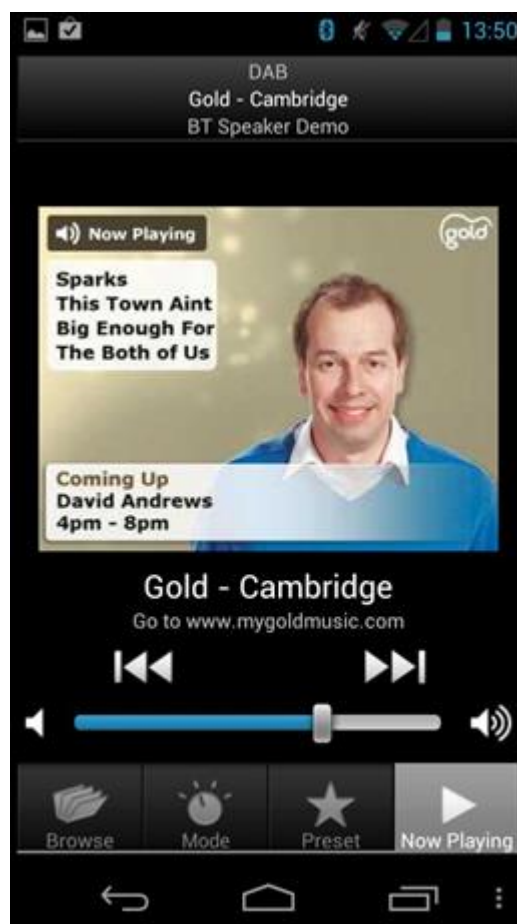 13:50
DAB
Gold - Cambridge
BT Speaker Demo
Now Playing
gold
Sparks
This Town Aint
Big Enough For
The Both of Us
Coming Up
David Andrews
4pm - 8pm
Gold - Cambridge
Go to www.mygoldmusic.com
Browse
Mode
Preset
Now Playing